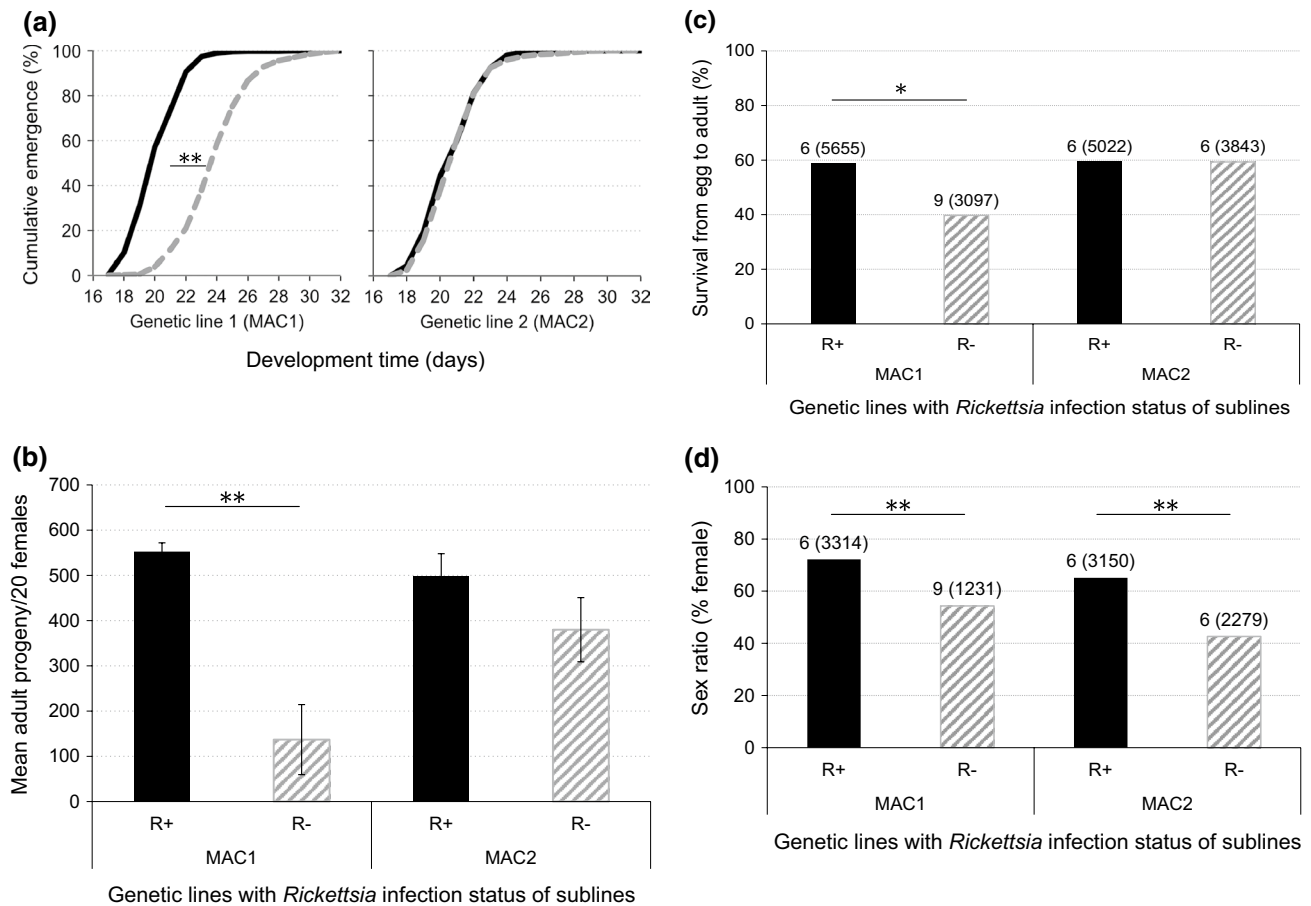 (a)
Cumulative emergence (%)
100
80
60
40
20
0
**
16 18 20 22 24 26 28 30 32
Genetic line 1 (MAC1)
16 18 20 22 24 26 28 30 32
Genetic line 2 (MAC2)
Development time (days)
(b)
Mean adult progeny/20 females
700
600
500
400
300
200
100
0
**
R+ R- R+ R-
MAC1 MAC2
Genetic lines with Rickettsia infection status of sublines
(c)
Survival from egg to adult (%)
100
80
60
40
20
0
*
6 (5655)
9 (3097)
6 (5022)
6 (3843)
R+ R- R+ R-
MAC1 MAC2
Genetic lines with Rickettsia infection status of sublines
(d)
Sex ratio (% female)
100
80
60
40
20
0
** **
6 (3314)
9 (1231)
6 (3150)
6 (2279)
R+ R- R+ R-
MAC1 MAC2
Genetic lines with Rickettsia infection status of sublines